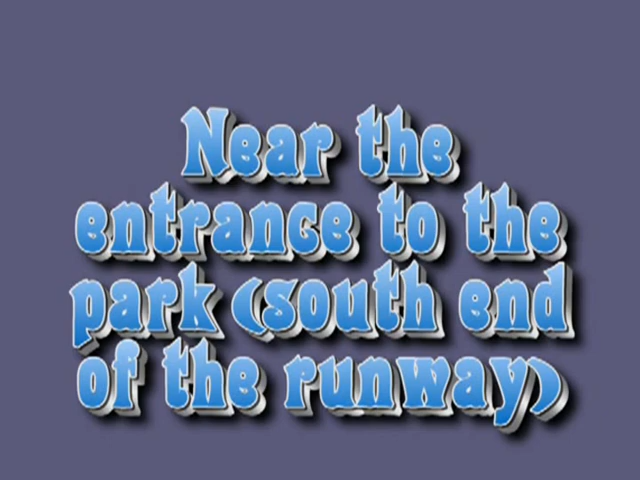 Near the
entrance to the
park (south end
of the runway)